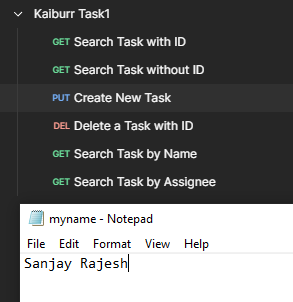 Kaiburr Task1
GET Search Task with ID
GET Search Task without ID
PUT Create New Task
DEL Delete a Task with ID
GET Search Task by Name
GET Search Task by Assignee
myname - Notepad
File Edit Format View Help
Sanjay Rajesh